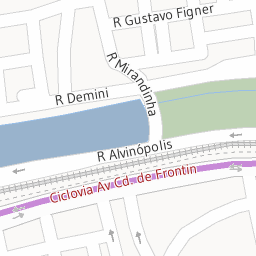 R Gustavo Figner
R Mirandinha
R Demini
R Alvinópolis
Ciclovia Av Cd. de Frontin